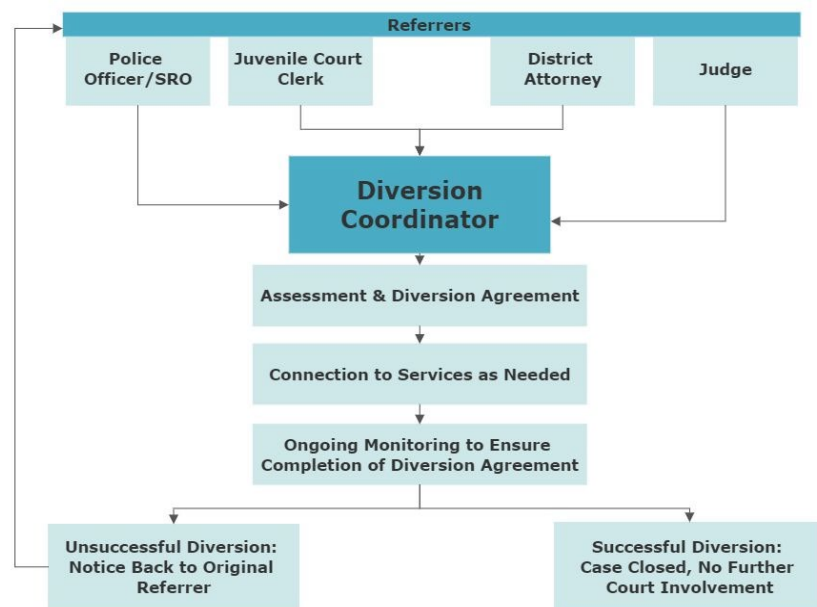 Referrers
Police
Officer/SRO
Juvenile Court
Clerk
District
Attorney
Judge
Diversion
Coordinator
Assessment & Diversion Agreement
Connection to Services as Needed
Ongoing Monitoring to Ensure
Completion of Diversion Agreement
Unsuccessful Diversion:
Notice Back to Original
Referrer
Successful Diversion:
Case Closed, No Further
Court Involvement